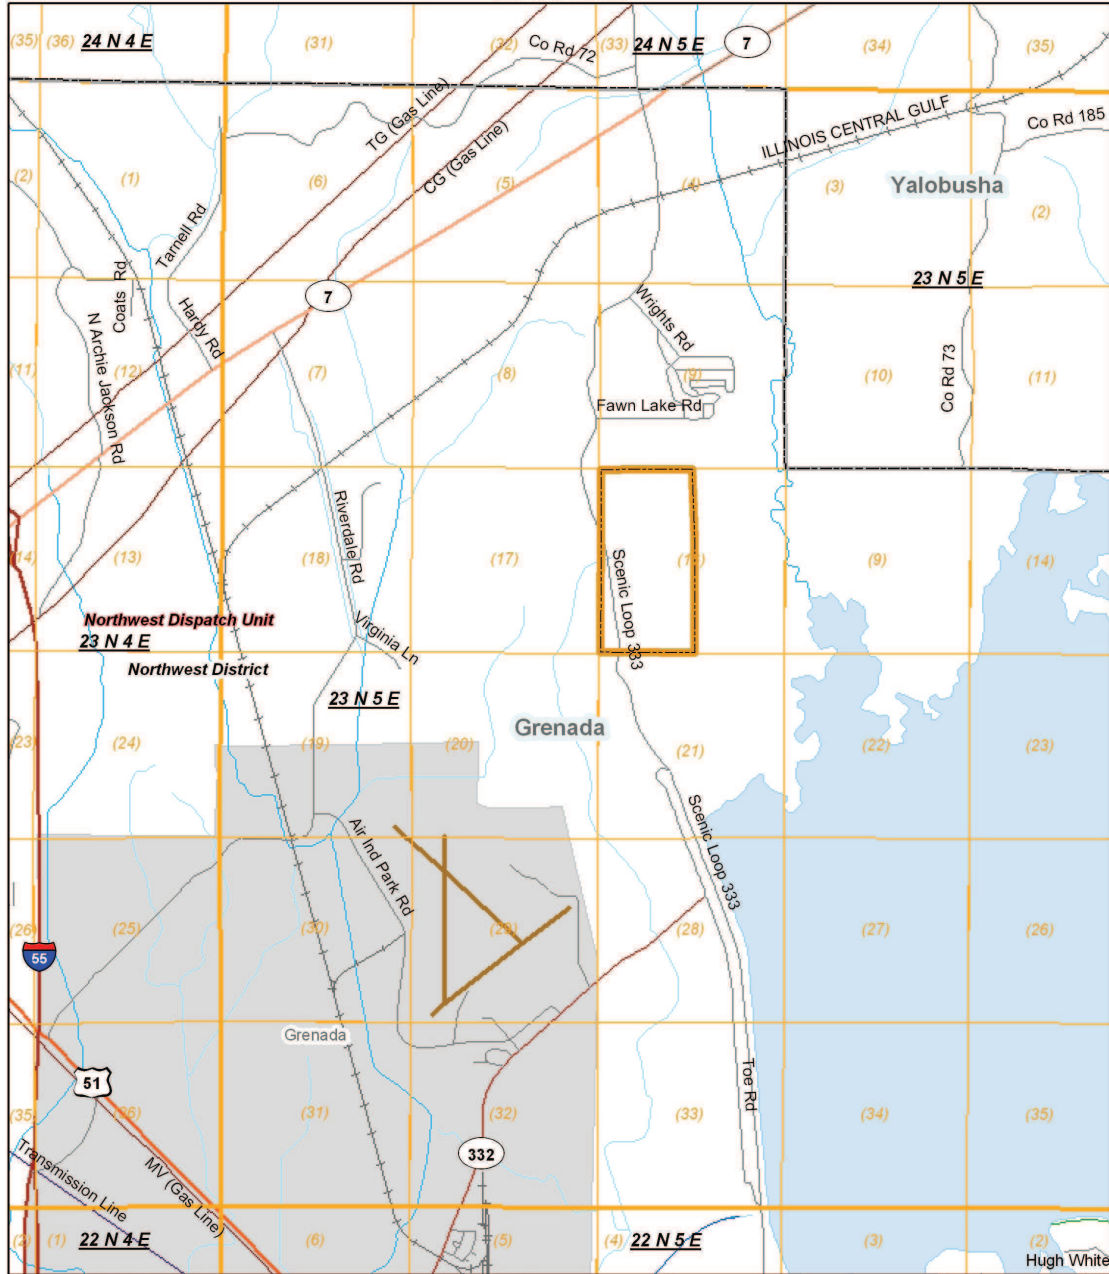 (35) (36) 24 N 4 E (31) (32) (33) 24 N 5 E 7 (34) (35)
Co Rd 72
TG (Gas Line)
CG (Gas Line)
ILLINOIS CENTRAL GULF
Co Rd 185
(2) (1) (6) (5) (4) (3) Yalobusha (2)
Tarnell Rd
Coats Rd
Hardy Rd
7
Wrights Rd
23 N 5 E
N Archie Jackson Rd
(11) (12) (7) (8) (9) (10) (11)
Co Rd 73
Fawn Lake Rd
Riverdale Rd
(14) (13) (18) (17) (9) (14)
Scenic Loop 333
Northwest Dispatch Unit
23 N 4 E
Virginia Ln
Northwest District
23 N 5 E
Grenada
(23) (24) (19) (20) (21) (22) (23)
Scenic Loop 333
Air Ind Park Rd
(26) (25) (30) (29) (28) (27) (26)
55
Grenada
51
Toe Rd
(35) (36) (31) (32) (33) (34) (35)
332
MV (Gas Line)
Transmission Line
(2) (1) 22 N 4 E (6) (5) (4) 22 N 5 E (3) (2)
Hugh White